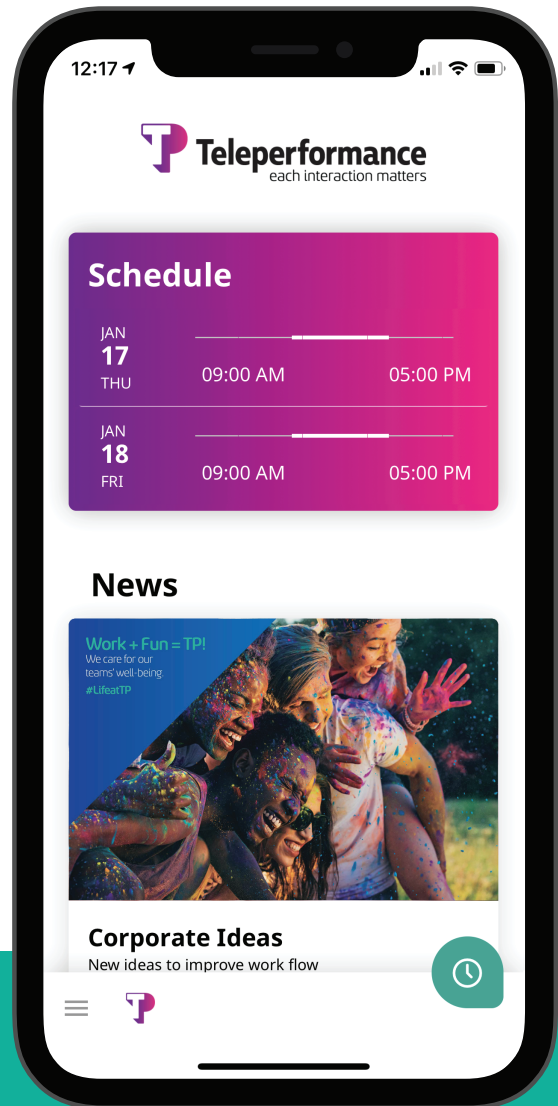 12:17
Teleperformance
each interaction matters
Schedule
JAN
17
THU
09:00 AM
05:00 PM
JAN
18
FRI
09:00 AM
05:00 PM
News
Work + Fun = TP!
We care for our
teams' well-being.
#LifeatTP
Corporate Ideas
New ideas to improve work flow